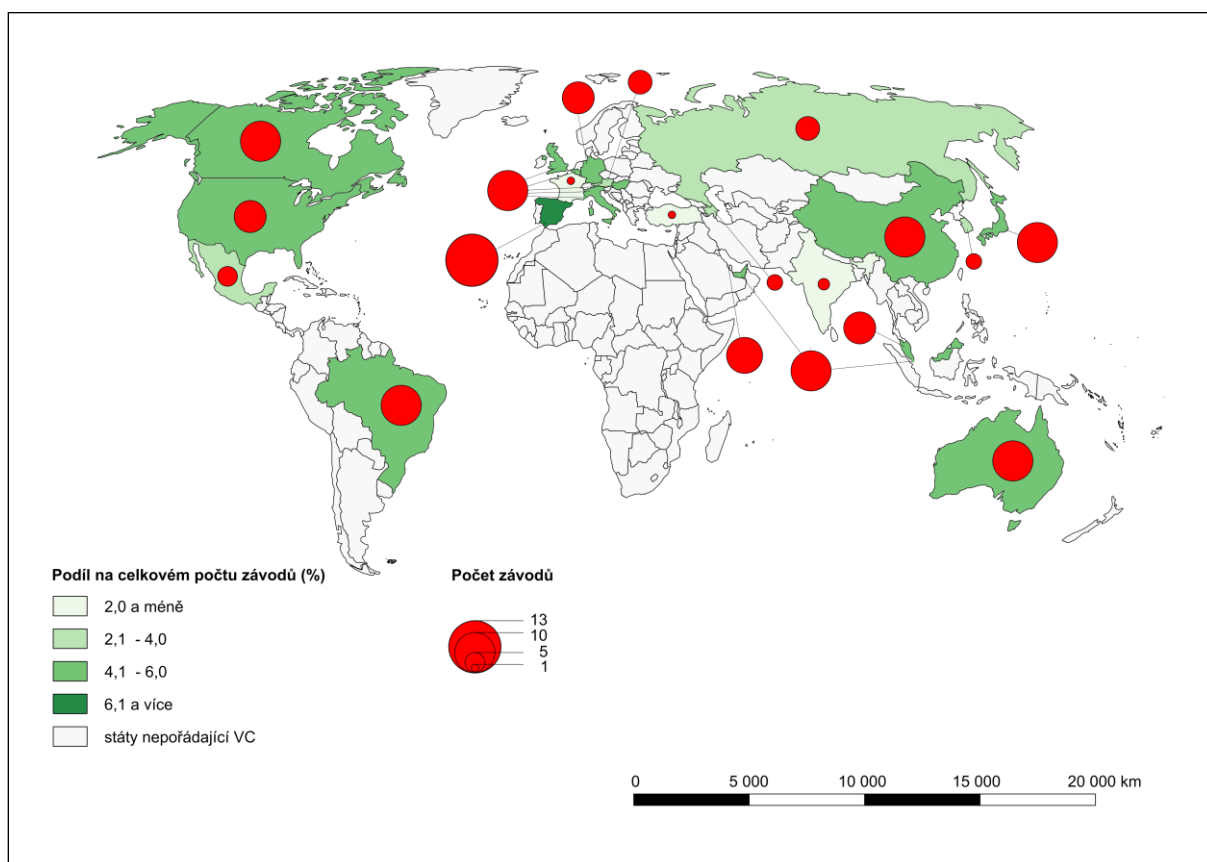 Podíl na celkovém počtu závodů (%)
2,0 a méně
2,1 - 4,0
4,1 - 6,0
6,1 a více
státy nepořádající VC
Počet závodů
13
10
5
1
0 5 000 10 000 15 000 20 000 km